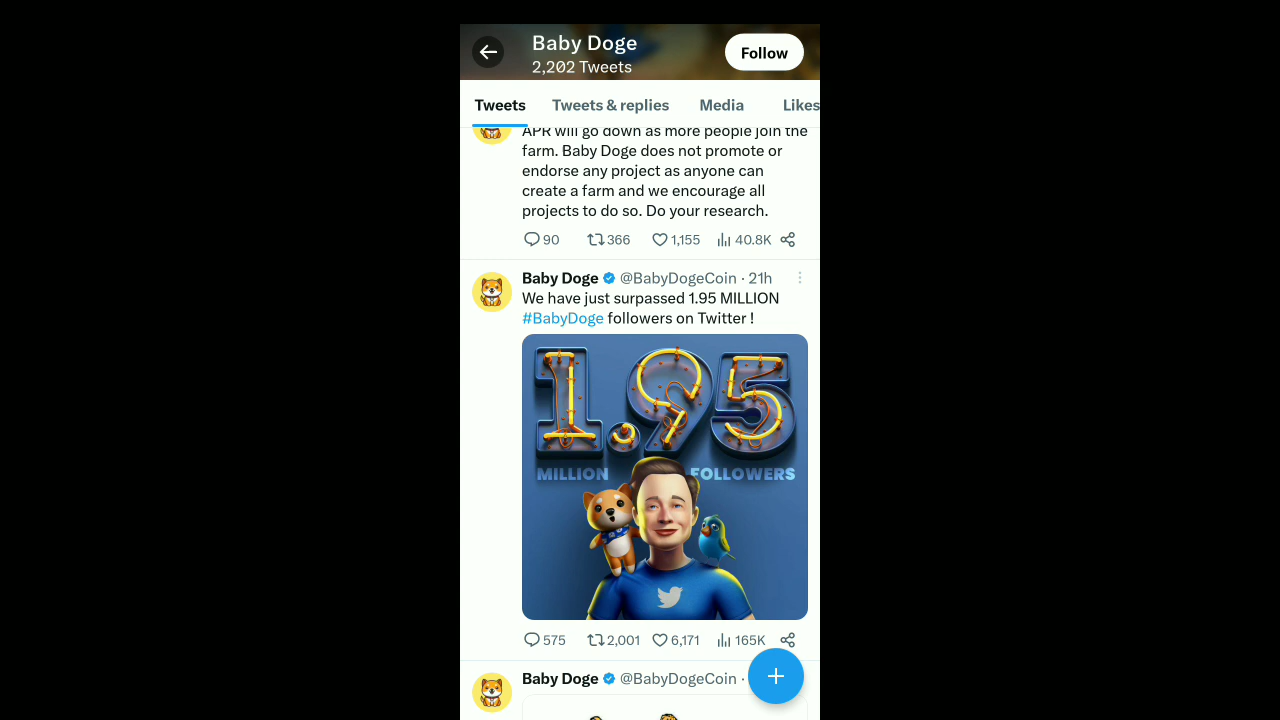 Baby Doge
2,202 Tweets
Follow
Tweets Tweets & replies Media Likes
APR will go down as more people join the
farm. Baby Doge does not promote or
endorse any project as anyone can
create a farm and we encourage all
projects to do so. Do your research.
90 366 1,155 40.8K
Baby Doge @BabyDogeCoin · 21h
We have just surpassed 1.95 MILLION
#BabyDoge followers on Twitter !
1.95
MILLION FOLLOWERS
575 2,001 6,171 165K
Baby Doge @BabyDogeCoin ·